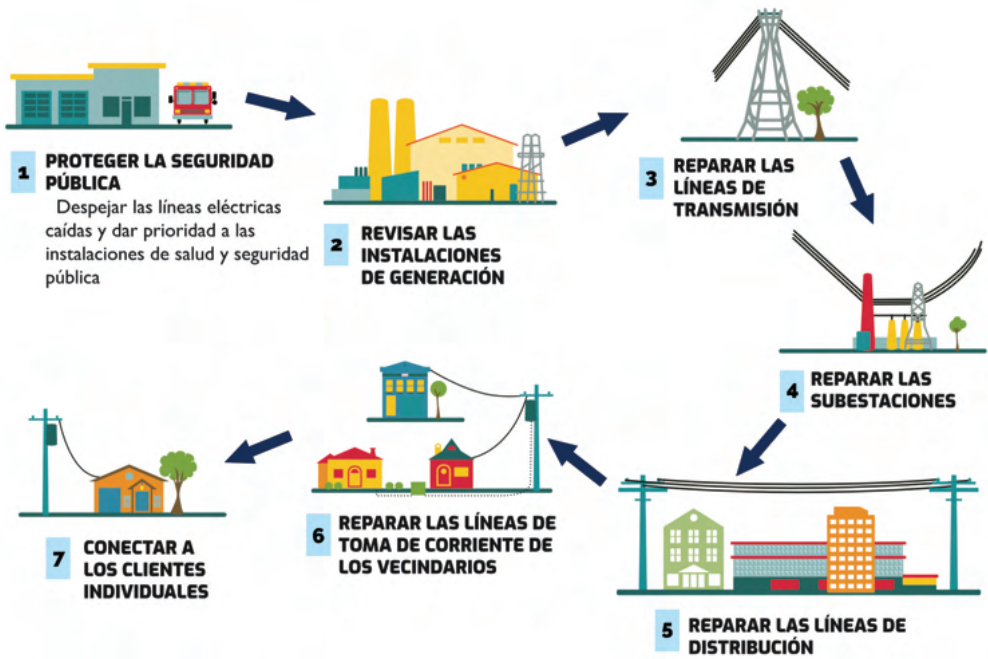 1 PROTEGER LA SEGURIDAD
PÚBLICA
Despejar las líneas eléctricas
caídas y dar prioridad a las
instalaciones de salud y seguridad
pública
2 REVISAR LAS
INSTALACIONES
DE GENERACIÓN
3 REPARAR LAS
LÍNEAS DE
TRANSMISIÓN
4 REPARAR LAS
SUBESTACIONES
5 REPARAR LAS LÍNEAS DE
DISTRIBUCIÓN
6 REPARAR LAS LÍNEAS DE
TOMA DE CORRIENTE DE
LOS VECINDARIOS
7 CONECTAR A
LOS CLIENTES
INDIVIDUALES